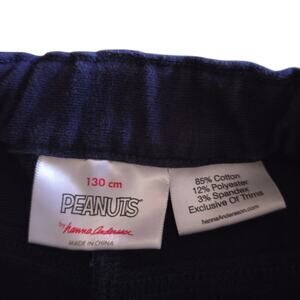 130 cm
PEANUTS
by hanna Andersson
MADE IN CHINA
85% Cotton
12% Polyester
3% Spandex
Exclusive Of Trims
hannaAndersson.com